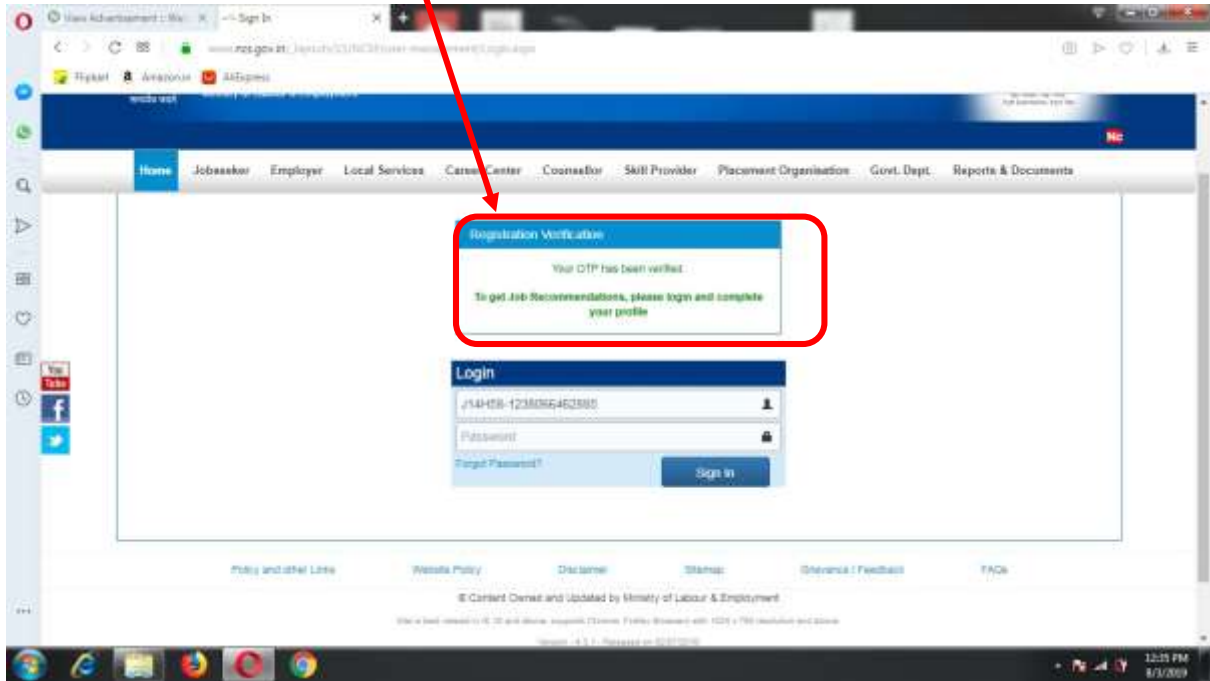 Sign In
Flipkart Amazon.in AliExpress
Home Jobseeker Employer Local Services Career Center Counsellor Skill Provider Placement Organisation Govt. Dept. Reports & Documents
Registration Verification
Your OTP has been verified
To get Job Recommendations, please login and complete
your profile
Login
Password
Forgot Password?
Sign In
You
Tube
Policy and other Links Website Policy Disclaimer Sitemap Grievance / Feedback FAQs
© Content Owned and Updated by Ministry of Labour & Employment
12:35 PM
8/3/2019